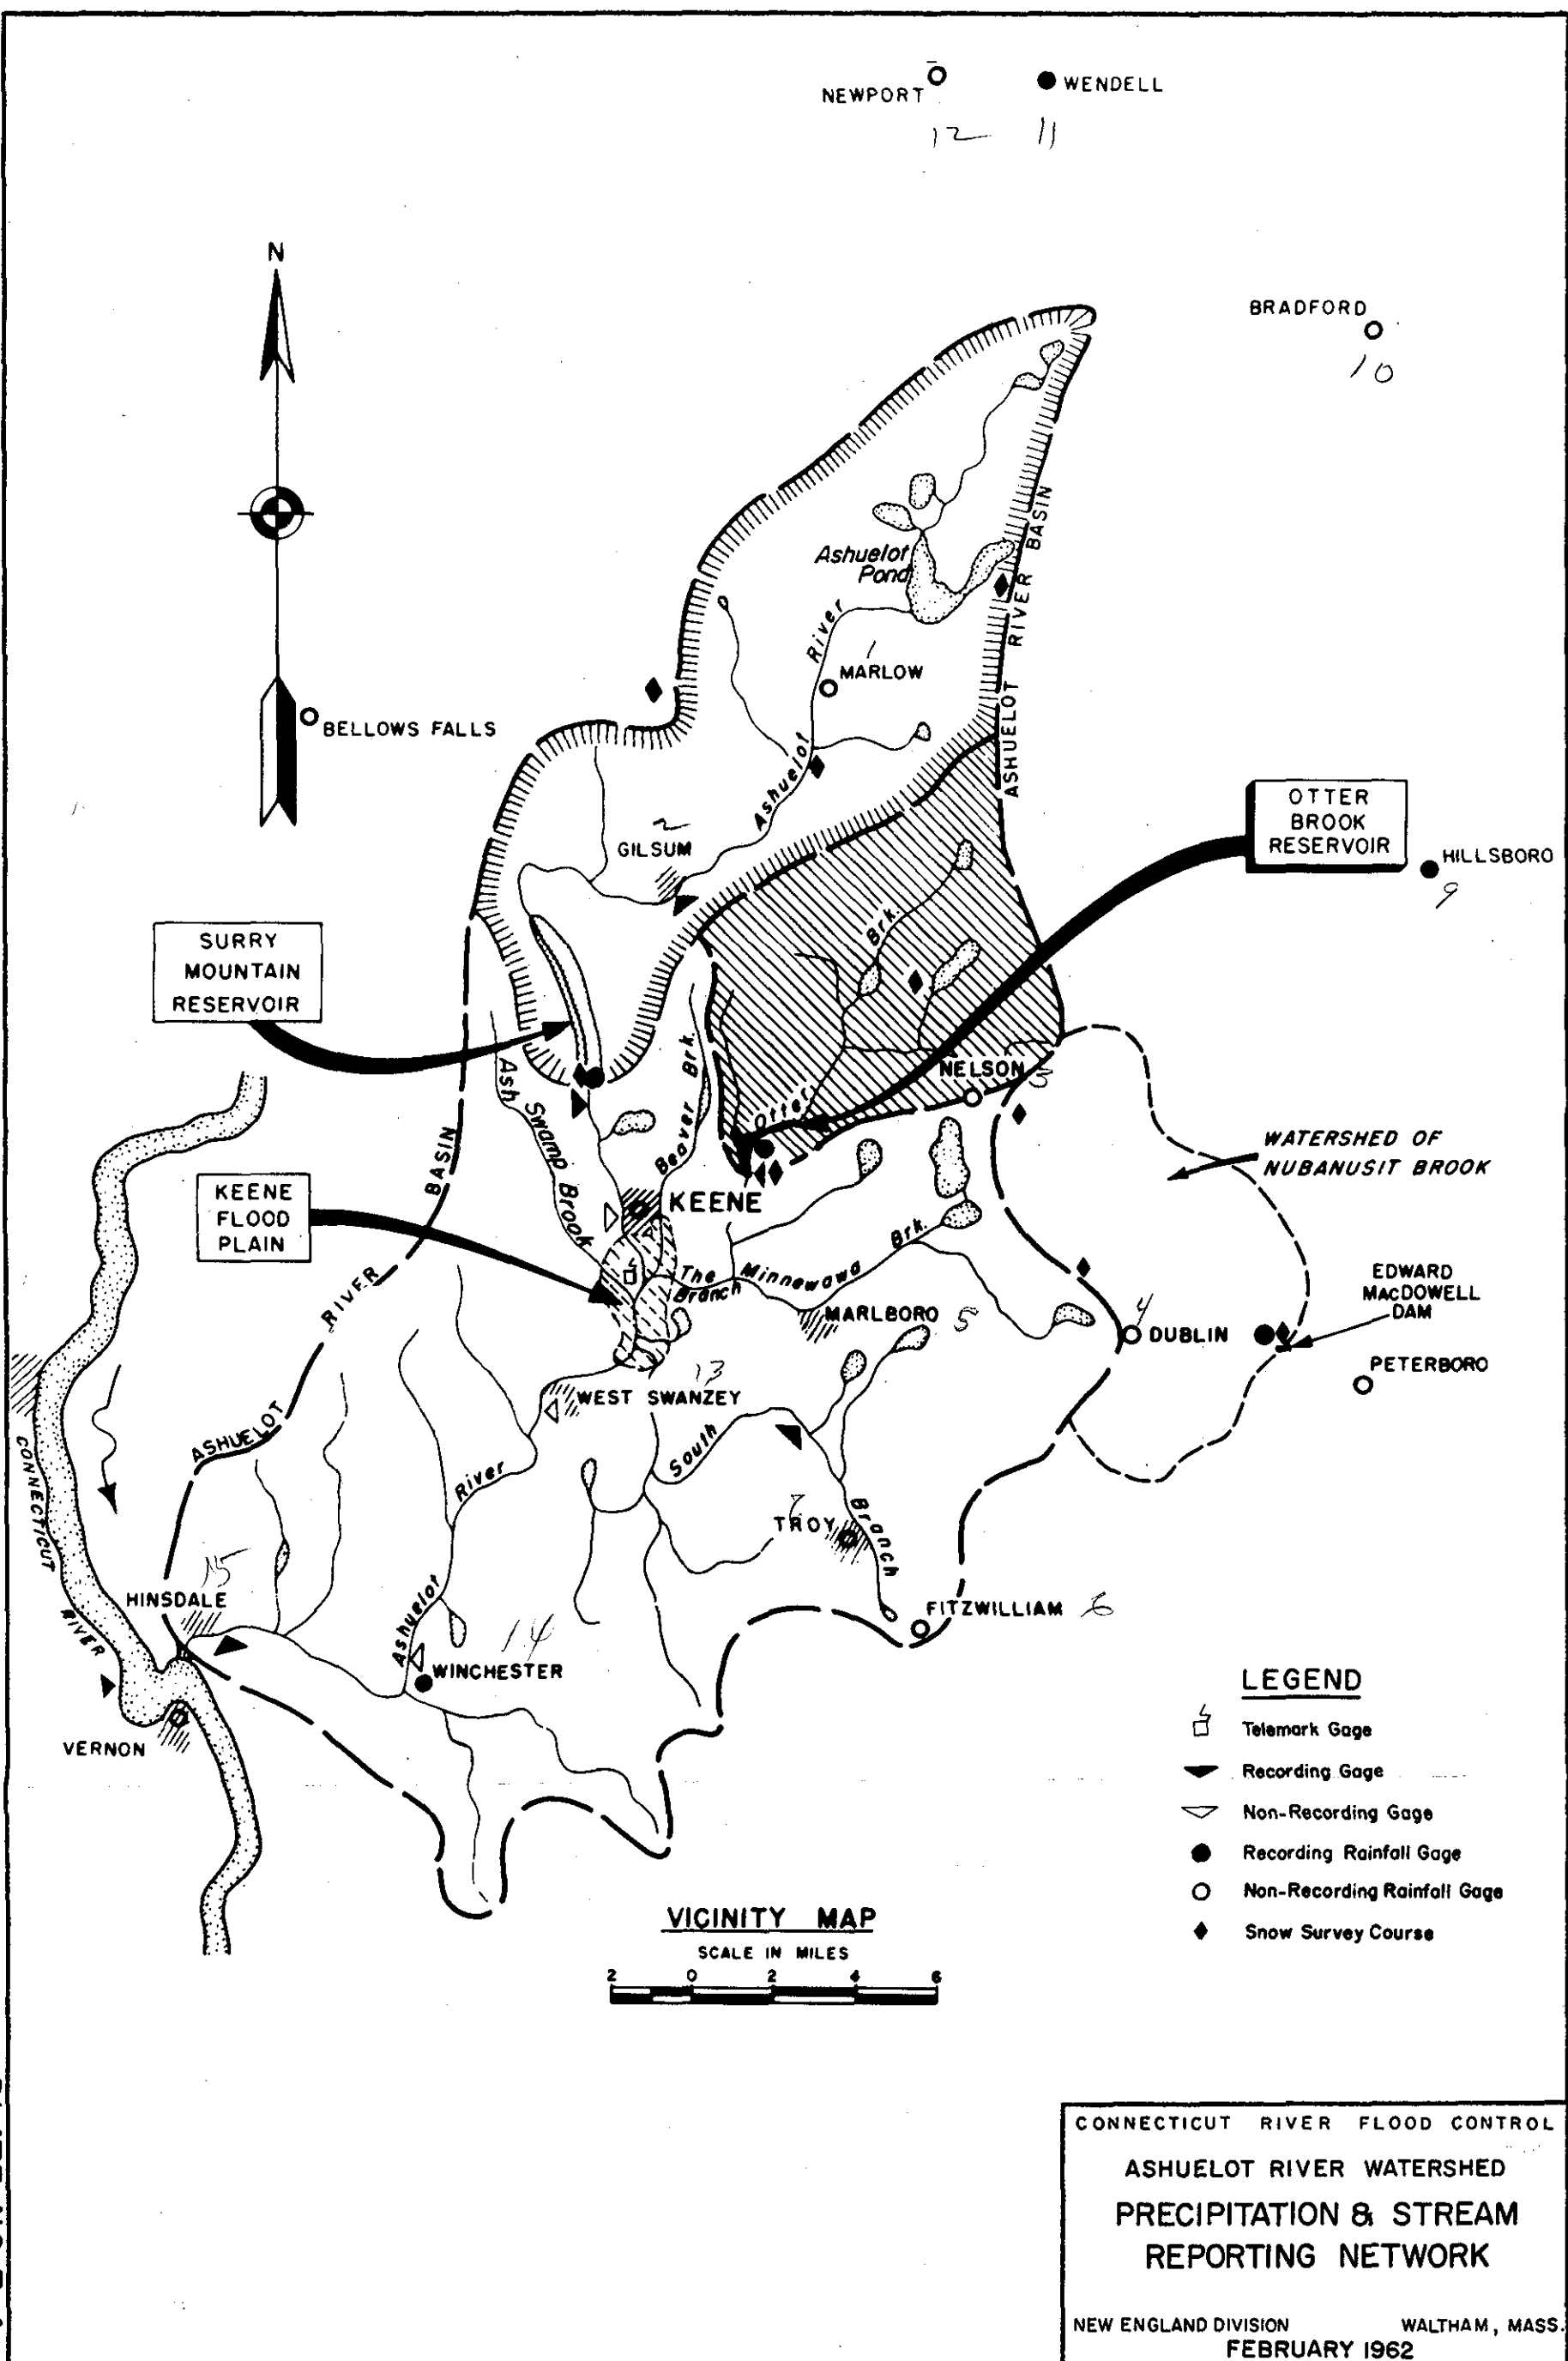 NEWPORT
WENDELL
12
11
N
BRADFORD
10
Ashuelot
Pond
ASHUELOT RIVER BASIN
River
1
MARLOW
BELLOWS FALLS
Ashuelot
2
GILSUM
OTTER
BROOK
RESERVOIR
HILLSBORO
9
SURRY
MOUNTAIN
RESERVOIR
Brk.
Otter
NELSON
3
Ash Swamp Brook
Beaver Brk.
WATERSHED OF
NUBANUSIT BROOK
KEENE
FLOOD
PLAIN
KEENE
The
Branch
Minnewawa Brk.
MARLBORO 5
EDWARD
MACDOWELL
DAM
4
DUBLIN
PETERBORO
ASHUELOT RIVER BASIN
13
WEST SWANZEY
South Branch
River
7
TROY
CONNECTICUT
RIVER
15
HINSDALE
Ashuelot
14
WINCHESTER
FITZWILLIAM 6
VERNON
LEGEND
Telemark Gage
Recording Gage
Non-Recording Gage
Recording Rainfall Gage
Non-Recording Rainfall Gage
Snow Survey Course
VICINITY MAP
SCALE IN MILES
2 0 2 4 6
CONNECTICUT RIVER FLOOD CONTROL
ASHUELOT RIVER WATERSHED
PRECIPITATION & STREAM
REPORTING NETWORK
NEW ENGLAND DIVISION WALTHAM, MASS.
FEBRUARY 1962